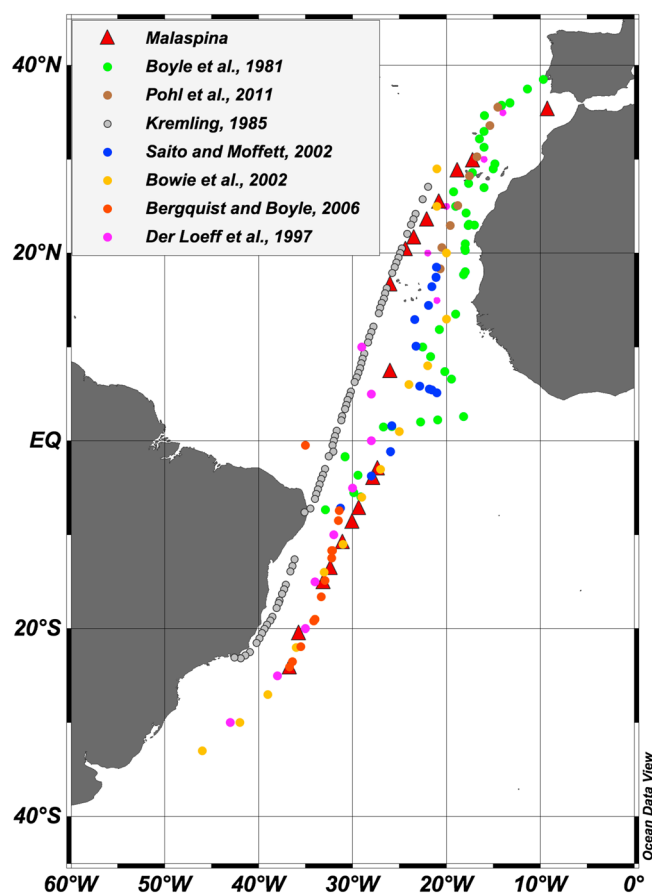 Malaspina
Boyle et al., 1981
Pohl et al., 2011
Kremling, 1985
Saito and Moffett, 2002
Bowie et al., 2002
Bergquist and Boyle, 2006
Der Loeff et al., 1997
40°N
20°N
EQ
20°S
40°S
60°W
40°W
30°W
20°W
10°W
0°
Ocean Data View